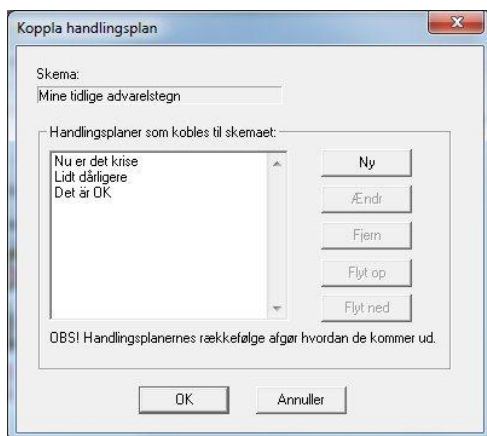 Koppla handlingsplan
Skema:
Mine tidlige advarelstegn
Handlingsplaner som kobles til skemaet:
Nu er det krise
Lidt dårligere
Det är OK
Ny
Ændr
Fjern
Flyt op
Flyt ned
OBS! Handlingsplanernes rækkefølge afgør hvordan de kommer ud.
OK
Annuller